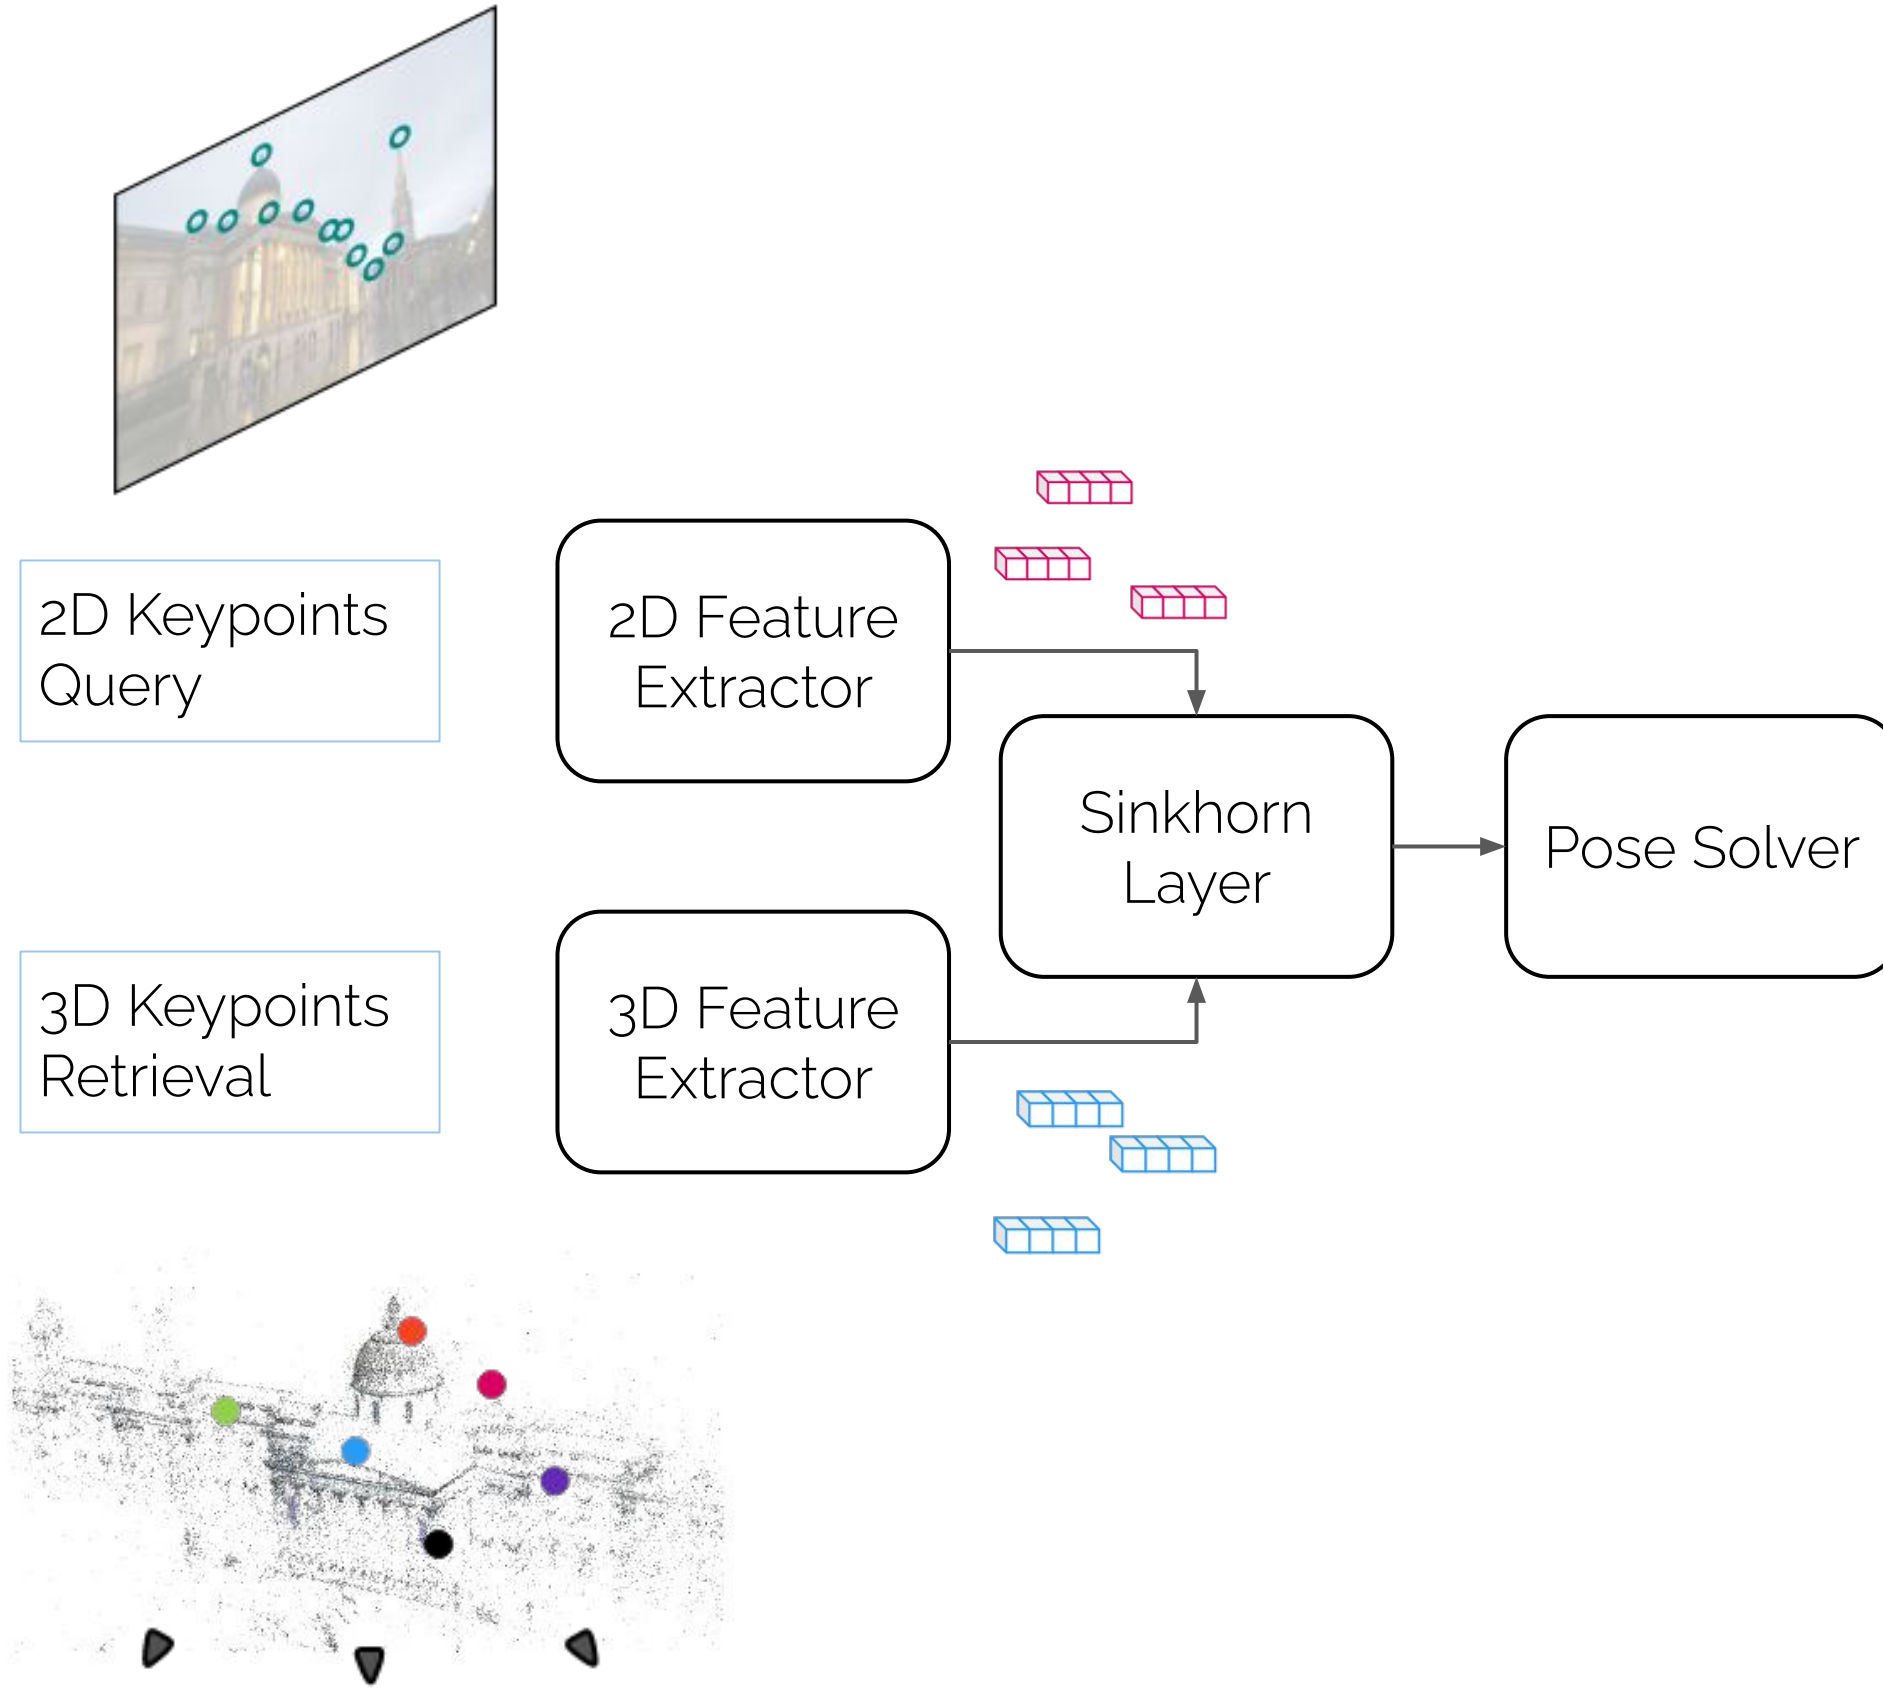 2D Keypoints
Query
2D Feature
Extractor
Sinkhorn
Layer
Pose Solver
3D Keypoints
Retrieval
3D Feature
Extractor